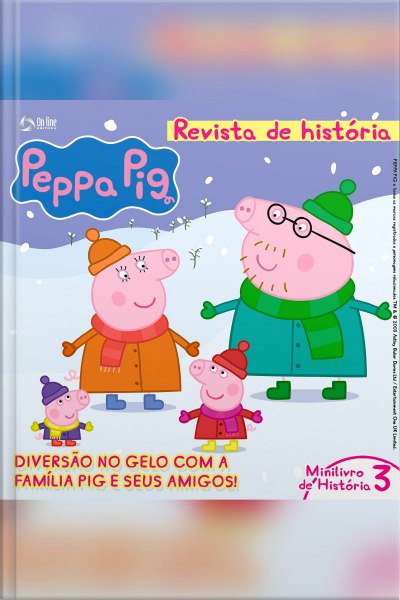 On line
EDITORA
Revista de história
Peppa Pig
DIVERSÃO NO GELO COM A
FAMÍLIA PIG E SEUS AMIGOS!
Minilivro
de História 3